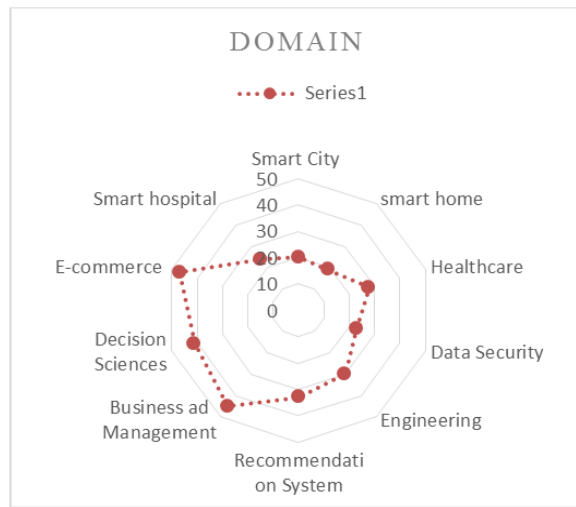 DOMAIN
Series1
Smart City
50
40
30
20
10
0
smart home
Healthcare
Data Security
Engineering
Recommendati
on System
Business ad
Management
Decision
Sciences
E-commerce
Smart hospital